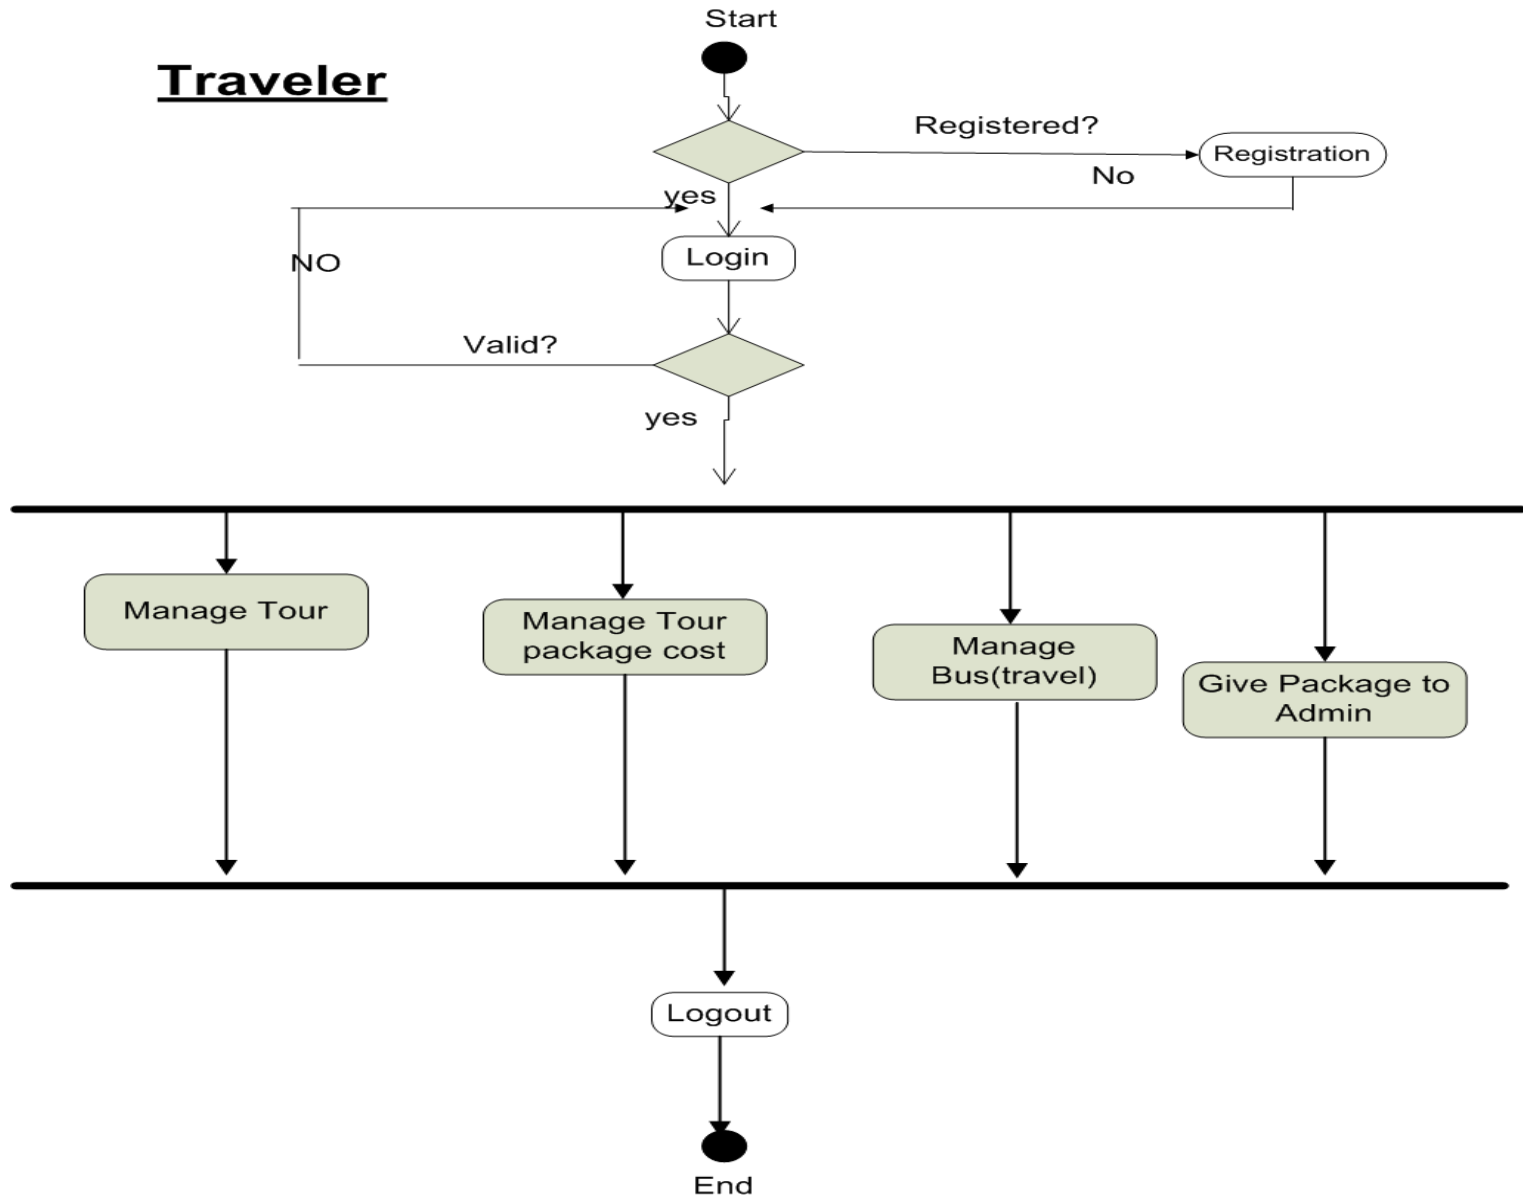 Start
Traveler
Registered?
Registration
No
yes
Login
NO
Valid?
yes
Manage Tour
Manage Tour
package cost
Manage
Bus(travel)
Give Package to
Admin
Logout
End